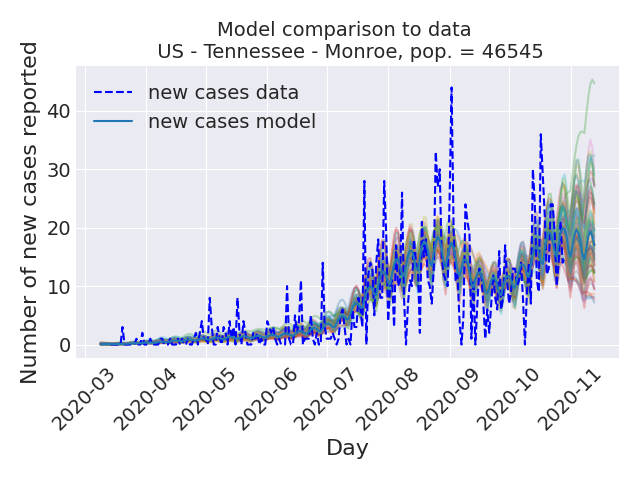 Model comparison to data
US - Tennessee - Monroe, pop. = 46545
new cases data
new cases model
Number of new cases reported
40
30
20
10
0
2020-03
2020-04
2020-05
2020-06
2020-07
2020-08
2020-09
2020-10
2020-11
Day